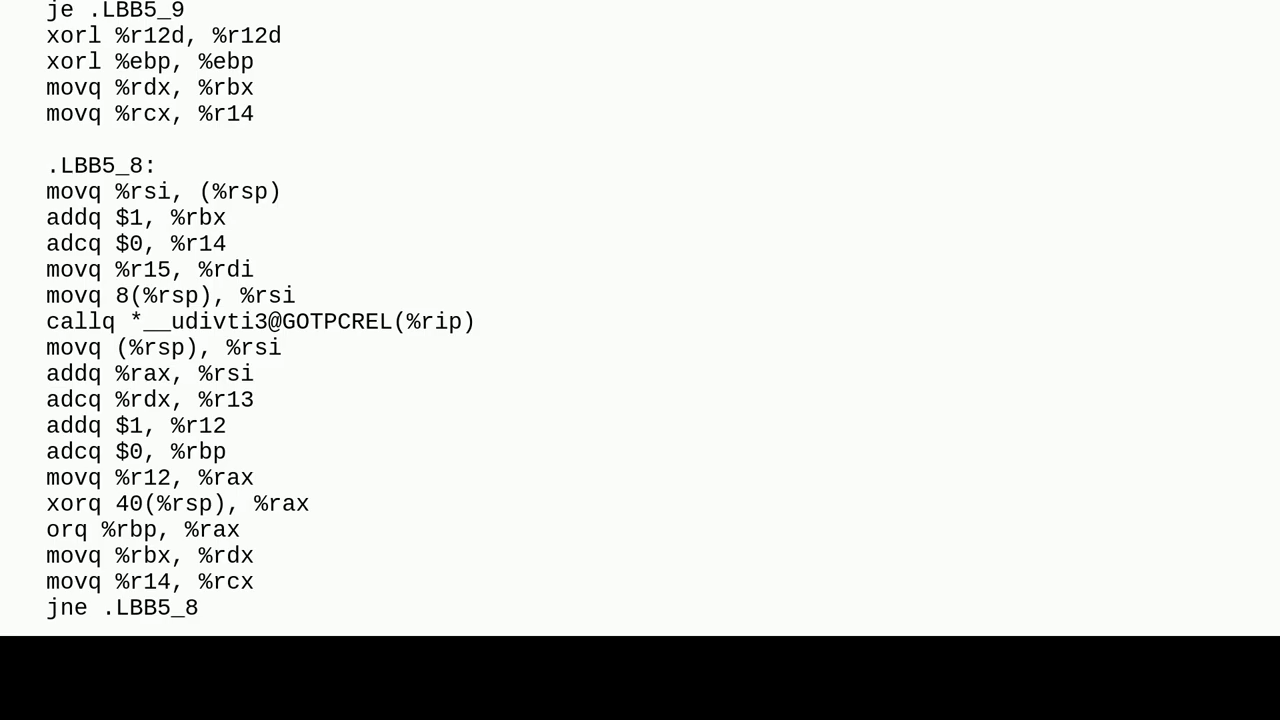 je .LBB5_9
xorl %r12d, %r12d
xorl %ebp, %ebp
movq %rdx, %rbx
movq %rcx, %r14
.LBB5_8:
movq %rsi, (%rsp)
addq $1, %rbx
adcq $0, %r14
movq %r15, %rdi
movq 8(%rsp), %rsi
callq *__udivti3@GOTPCREL(%rip)
movq (%rsp), %rsi
addq %rax, %rsi
adcq %rdx, %r13
addq $1, %r12
adcq $0, %rbp
movq %r12, %rax
xorq 40(%rsp), %rax
orq %rbp, %rax
movq %rbx, %rdx
movq %r14, %rcx
jne .LBB5_8